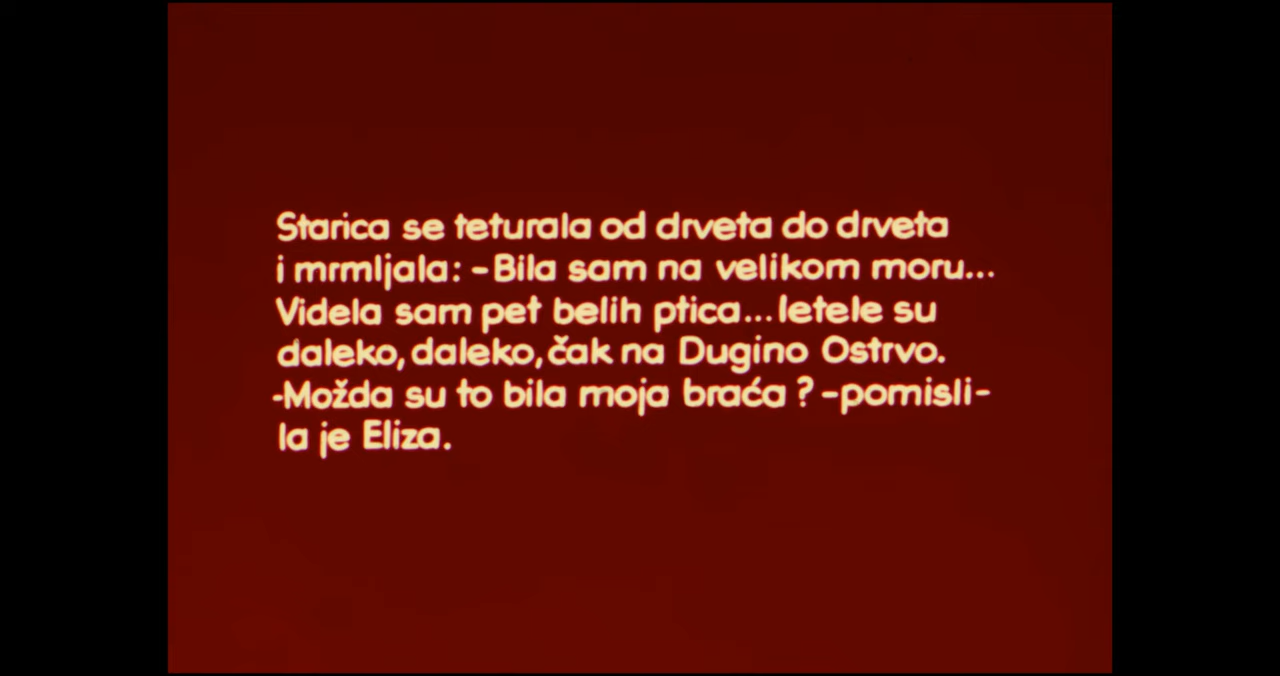 Starica se teturala od drveta do drveta
i mrmljala: -Bila sam na velikom moru...
Videla sam pet belih ptica...letele su
daleko, daleko, čak na Dugino Ostrvo.
-Možda su to bila moja braća ? -pomisli-
la je Eliza.